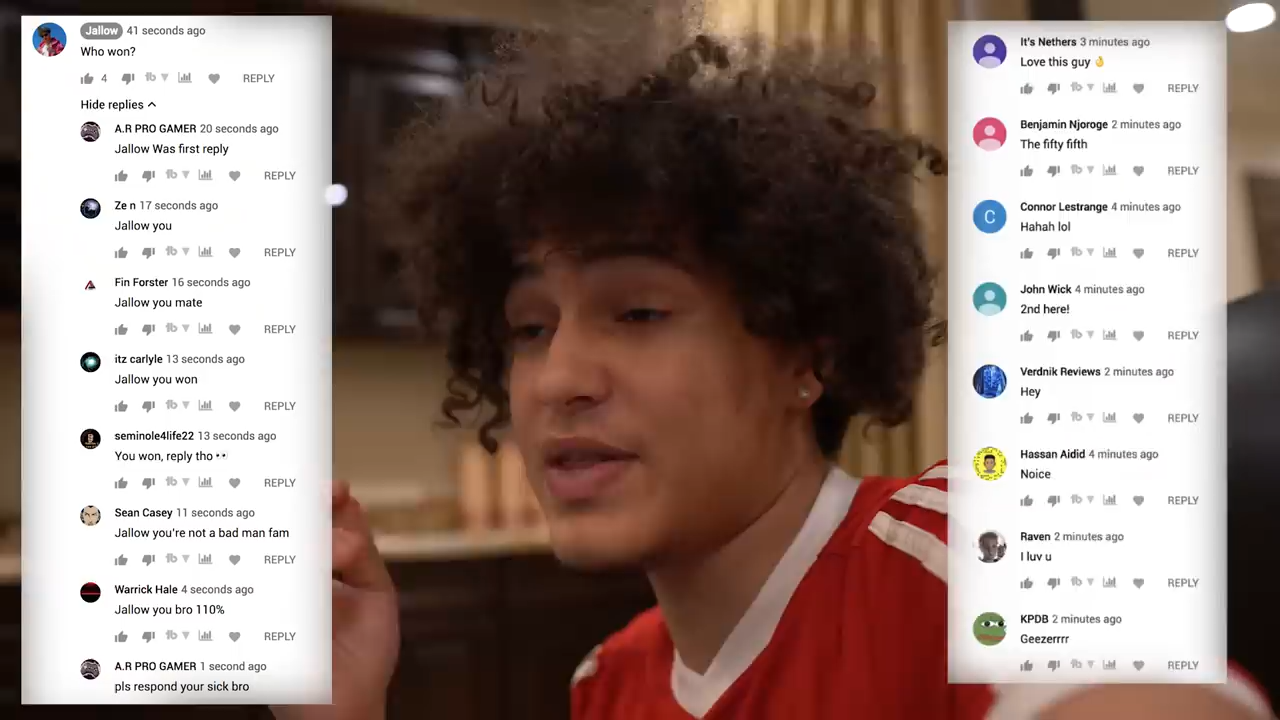 Jallow 41 seconds ago
Who won?
4 REPLY
Hide replies
A.R PRO GAMER 20 seconds ago
Jallow Was first reply
REPLY
Ze n 17 seconds ago
Jallow you
REPLY
Fin Forster 16 seconds ago
Jallow you mate
REPLY
itz carlyle 13 seconds ago
Jallow you won
REPLY
seminole4life22 13 seconds ago
You won, reply tho 👀
REPLY
Sean Casey 11 seconds ago
Jallow you're not a bad man fam
REPLY
Warrick Hale 4 seconds ago
Jallow you bro 110%
REPLY
A.R PRO GAMER 1 second ago
pls respond your sick bro
It's Nethers 3 minutes ago
Love this guy 👌
REPLY
Benjamin Njoroge 2 minutes ago
The fifty fifth
REPLY
C
Connor Lestrange 4 minutes ago
Hahah lol
REPLY
John Wick 4 minutes ago
2nd here!
REPLY
Verdnik Reviews 2 minutes ago
Hey
REPLY
Hassan Aidid 4 minutes ago
Noice
REPLY
Raven 2 minutes ago
I luv u
REPLY
KPDB 2 minutes ago
Geezerrrr
REPLY